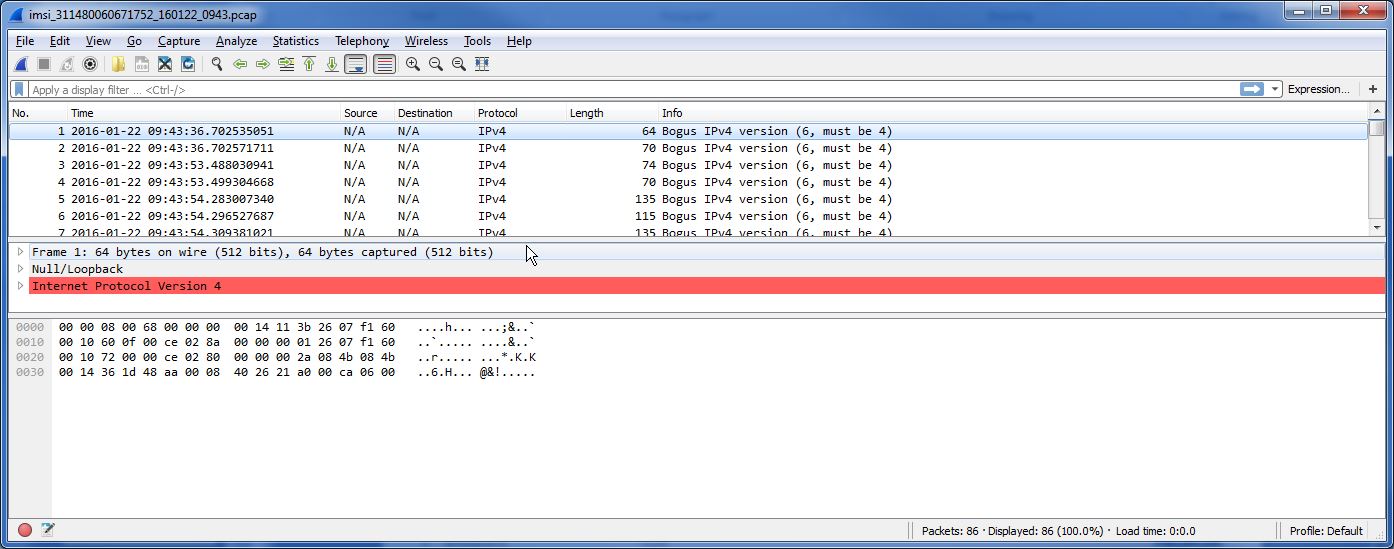 imsi_311480060671752_160122_0943.pcap
File Edit View Go Capture Analyze Statistics Telephony Wireless Tools Help
Apply a display filter ... <Ctrl-/> Expression... +
No. Time Source Destination Protocol Length Info
1 2016-01-22 09:43:36.702535051 N/A N/A IPv4 64 Bogus IPv4 version (6, must be 4)
2 2016-01-22 09:43:36.702571711 N/A N/A IPv4 70 Bogus IPv4 version (6, must be 4)
3 2016-01-22 09:43:53.488030941 N/A N/A IPv4 74 Bogus IPv4 version (6, must be 4)
4 2016-01-22 09:43:53.499304668 N/A N/A IPv4 70 Bogus IPv4 version (6, must be 4)
5 2016-01-22 09:43:54.283007340 N/A N/A IPv4 135 Bogus IPv4 version (6, must be 4)
6 2016-01-22 09:43:54.296527687 N/A N/A IPv4 115 Bogus IPv4 version (6, must be 4)
7 2016-01-22 09:43:54.309381021 N/A N/A IPv4 135 Bogus IPv4 version (6, must be 4)
Frame 1: 64 bytes on wire (512 bits), 64 bytes captured (512 bits)
Null/Loopback
Internet Protocol Version 4
0000 00 00 08 00 68 00 00 00 00 14 11 3b 26 07 f1 60 ....h... ...;&..`
0010 00 10 60 0f 00 ce 02 8a 00 00 00 01 26 07 f1 60 ..`..... ....&..`
0020 00 10 72 00 00 ce 02 80 00 00 00 2a 08 4b 08 4b ..r..... ...*.K.K
0030 00 14 36 1d 48 aa 00 08 40 26 21 a0 00 ca 06 00 ..6.H... @&!.....
Packets: 86 · Displayed: 86 (100.0%) · Load time: 0:0.0 Profile: Default